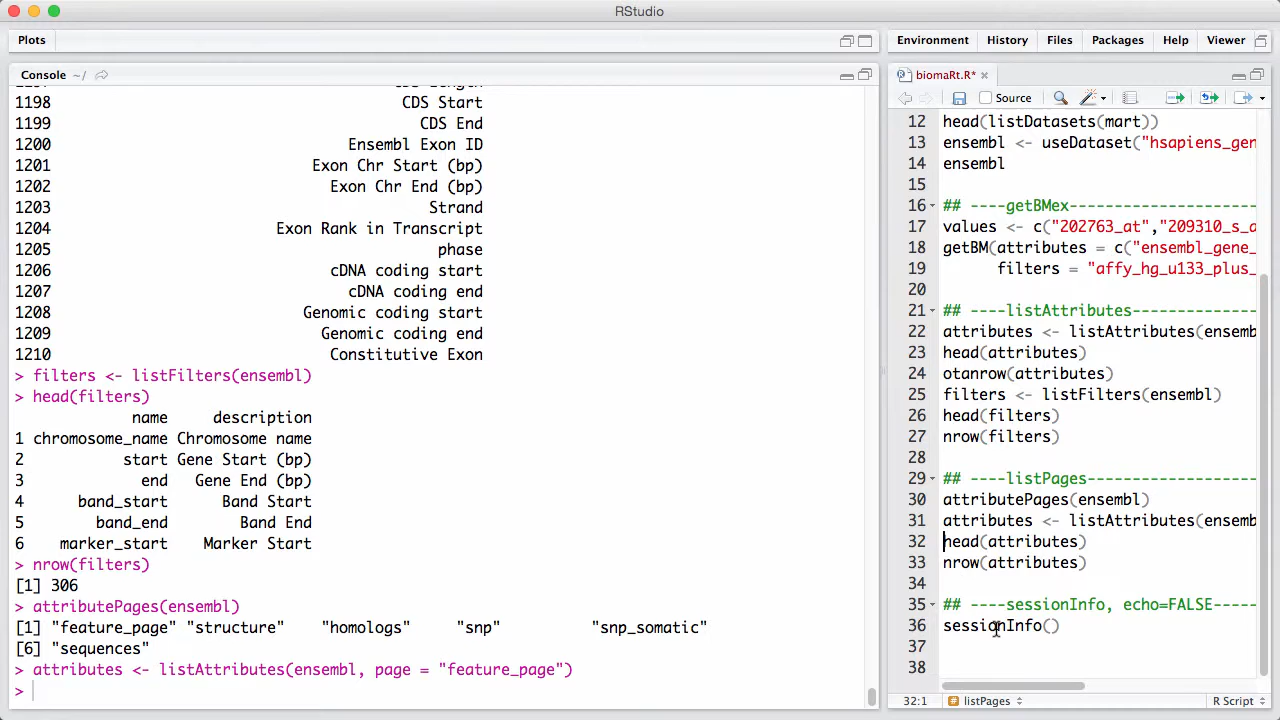 RStudio
Plots
Console ~/
1198 CDS Start
1199 CDS End
1200 Ensembl Exon ID
1201 Exon Chr Start (bp)
1202 Exon Chr End (bp)
1203 Strand
1204 Exon Rank in Transcript
1205 phase
1206 cDNA coding start
1207 cDNA coding end
1208 Genomic coding start
1209 Genomic coding end
1210 Constitutive Exon
> filters <- listFilters(ensembl)
> head(filters)
name description
1 chromosome_name Chromosome name
2 start Gene Start (bp)
3 end Gene End (bp)
4 band_start Band Start
5 band_end Band End
6 marker_start Marker Start
> nrow(filters)
[1] 306
> attributePages(ensembl)
[1] "feature_page" "structure" "homologs" "snp" "snp_somatic"
[6] "sequences"
> attributes <- listAttributes(ensembl, page = "feature_page")
>
Environment History Files Packages Help Viewer
biomaRt.R*
Source
12 head(listDatasets(mart))
13 ensembl <- useDataset("hsapiens_gen
14 ensembl
15
16 ## ----getBMex---------------------
17 values <- c("202763_at","209310_s_a
18 getBM(attributes = c("ensembl_gene_
19 filters = "affy_hg_u133_plus_
20
21 ## ----listAttributes--------------
22 attributes <- listAttributes(ensemb
23 head(attributes)
24 otanrow(attributes)
25 filters <- listFilters(ensembl)
26 head(filters)
27 nrow(filters)
28
29 ## ----listPages-------------------
30 attributePages(ensembl)
31 attributes <- listAttributes(ensemb
32 head(attributes)
33 nrow(attributes)
34
35 ## ----sessionInfo, echo=FALSE-----
36 sessionInfo()
37
38
32:1 # listPages R Script